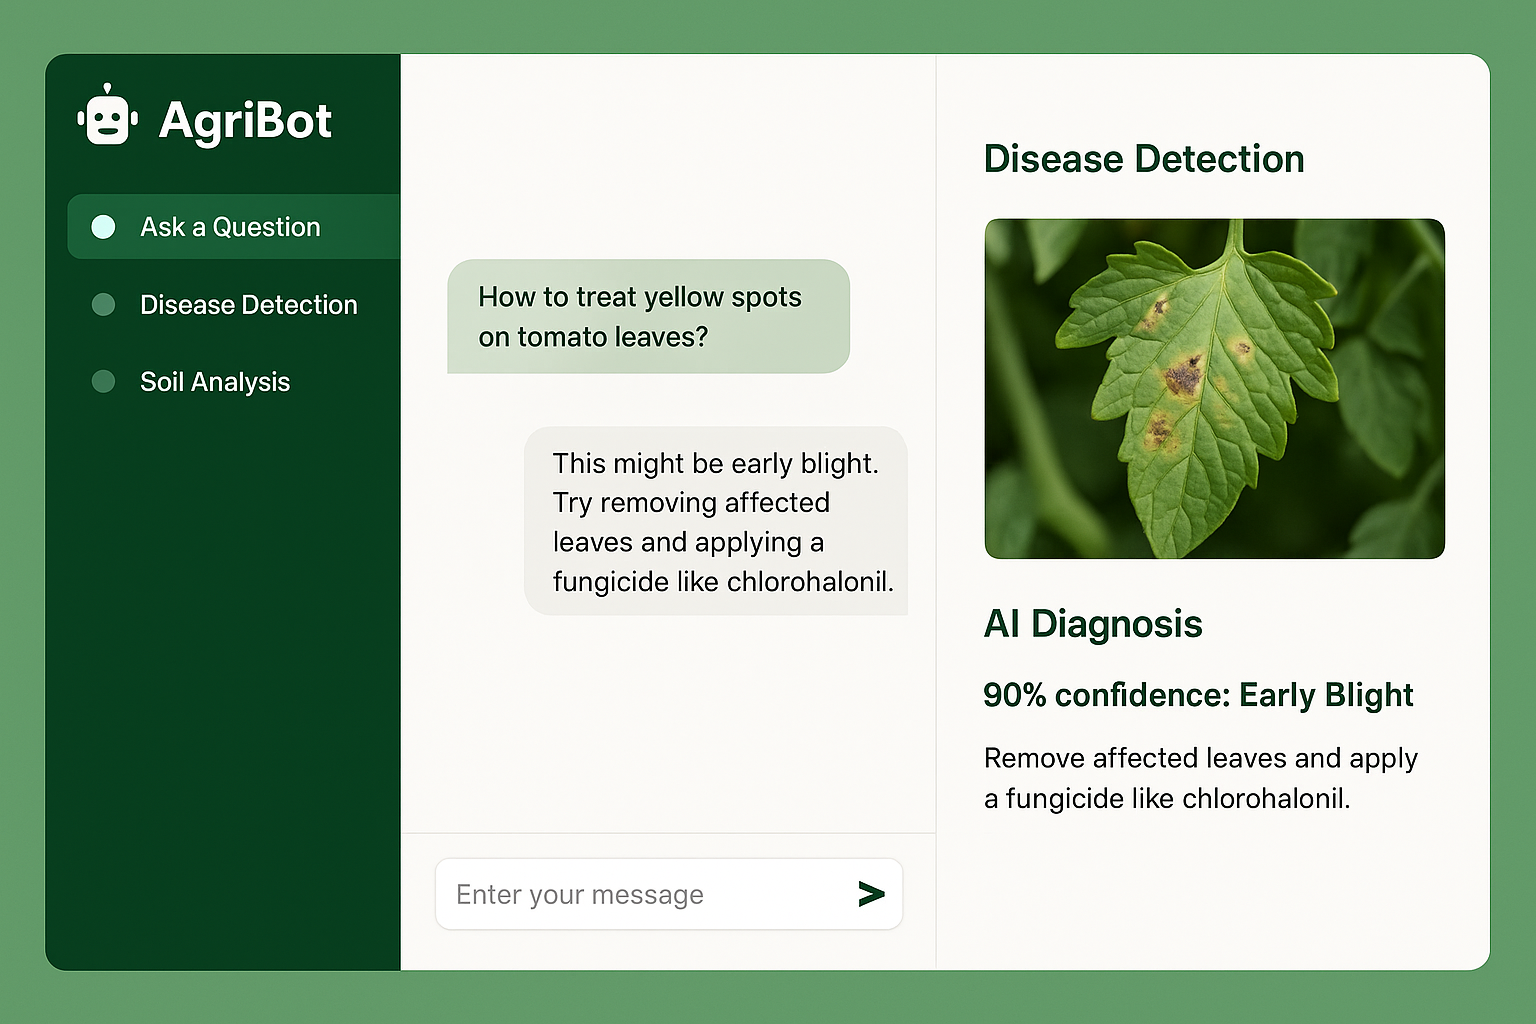 AgriBot
Ask a Question
Disease Detection
Soil Analysis
How to treat yellow spots
on tomato leaves?
This might be early blight.
Try removing affected
leaves and applying a
fungicide like chlorohalonil.
Enter your message
Disease Detection
AI Diagnosis
90% confidence: Early Blight
Remove affected leaves and apply
a fungicide like chlorohalonil.